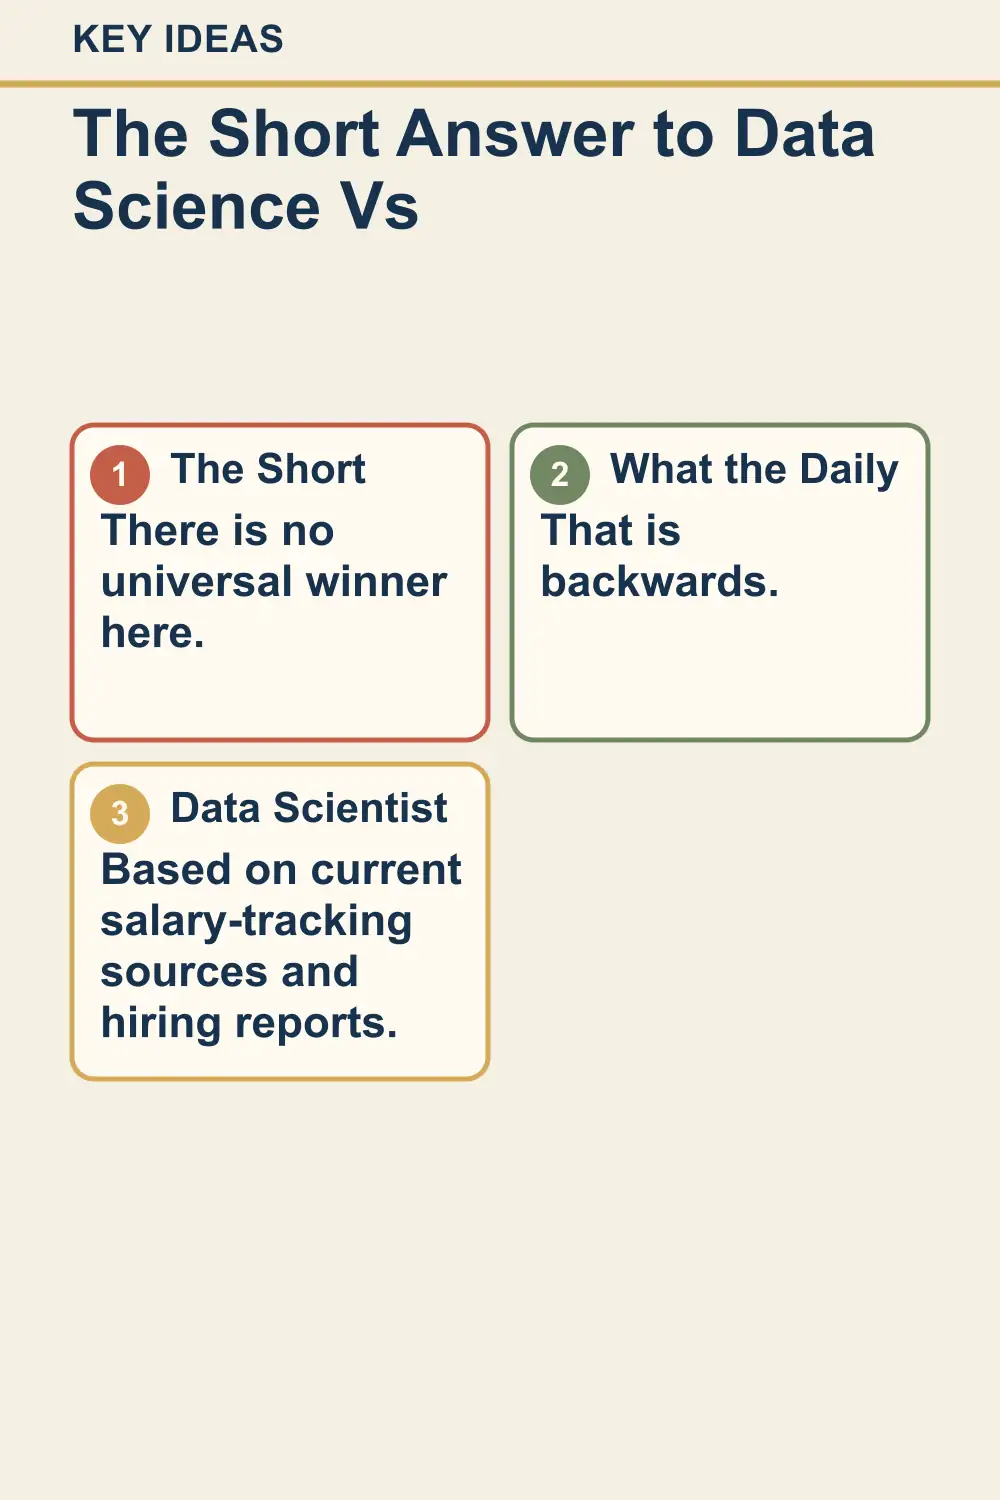 KEY IDEAS
The Short Answer to Data
Science Vs
1 The Short
There is no
universal winner
here.
2 What the Daily
That is
backwards.
3 Data Scientist
Based on current
salary-tracking
sources and
hiring reports.